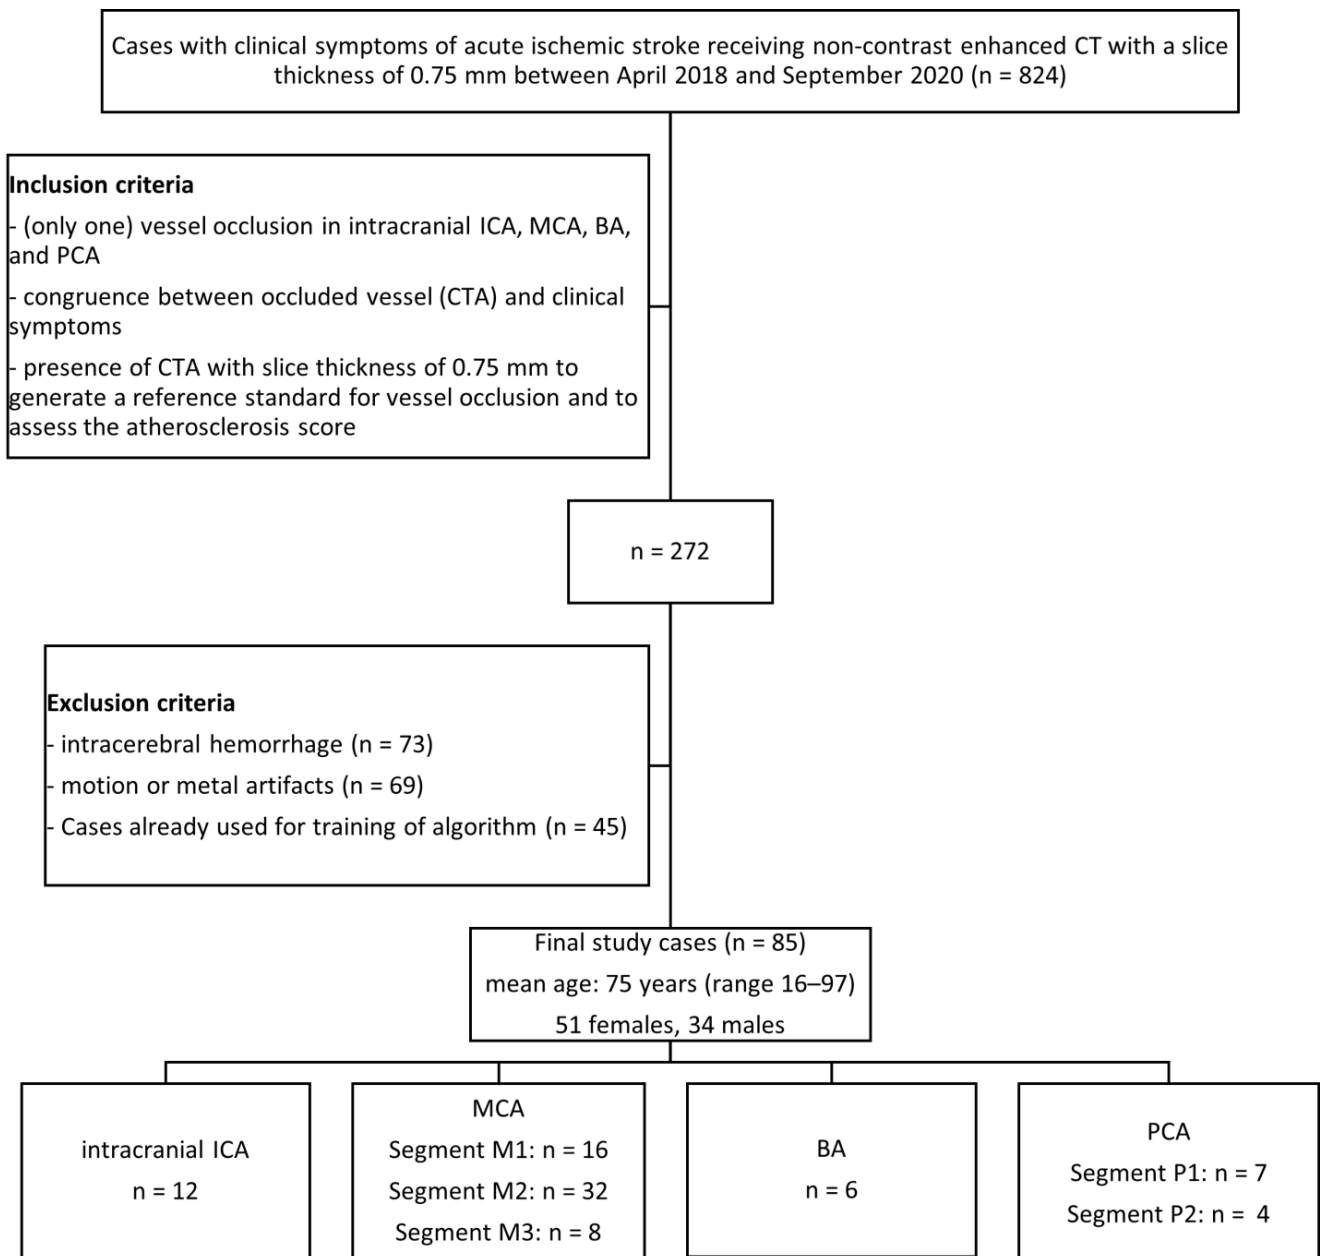 Cases with clinical symptoms of acute ischemic stroke receiving non-contrast enhanced CT with a slice
thickness of 0.75 mm between April 2018 and September 2020 (n = 824)
Inclusion criteria
- (only one) vessel occlusion in intracranial ICA, MCA, BA,
and PCA
- congruence between occluded vessel (CTA) and clinical
symptoms
- presence of CTA with slice thickness of 0.75 mm to
generate a reference standard for vessel occlusion and to
assess the atherosclerosis score
n = 272
Exclusion criteria
- intracerebral hemorrhage (n = 73)
- motion or metal artifacts (n = 69)
- Cases already used for training of algorithm (n = 45)
Final study cases (n = 85)
mean age: 75 years (range 16–97)
51 females, 34 males
intracranial ICA
n = 12
MCA
Segment M1: n = 16
Segment M2: n = 32
Segment M3: n = 8
BA
n = 6
PCA
Segment P1: n = 7
Segment P2: n = 4